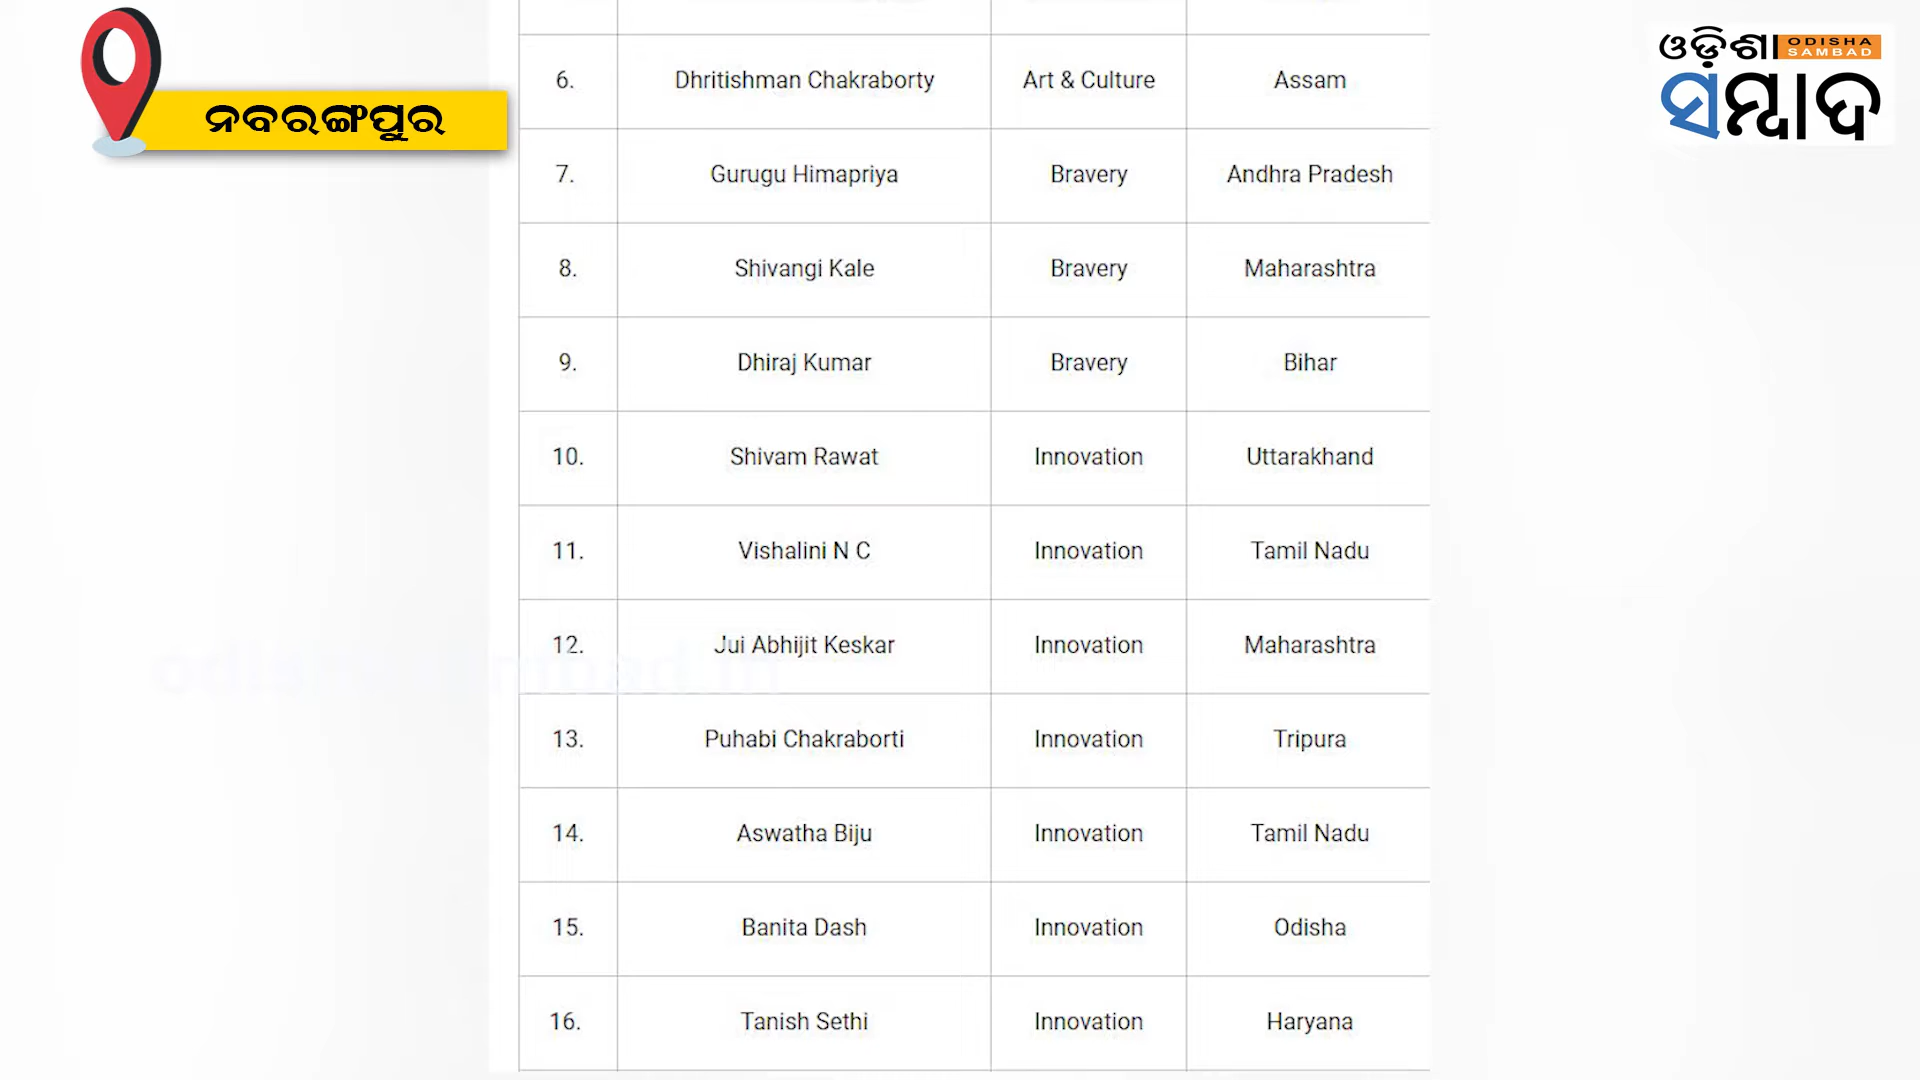 ନବରଙ୍ଗପୁର
ଓଡ଼ିଶା ODISHA SAMBAD
ସମ୍ବାଦ
6. Dhritishman Chakraborty Art & Culture Assam
7. Gurugu Himapriya Bravery Andhra Pradesh
8. Shivangi Kale Bravery Maharashtra
9. Dhiraj Kumar Bravery Bihar
10. Shivam Rawat Innovation Uttarakhand
11. Vishalini N C Innovation Tamil Nadu
12. Jui Abhijit Keskar Innovation Maharashtra
13. Puhabi Chakraborti Innovation Tripura
14. Aswatha Biju Innovation Tamil Nadu
15. Banita Dash Innovation Odisha
16. Tanish Sethi Innovation Haryana